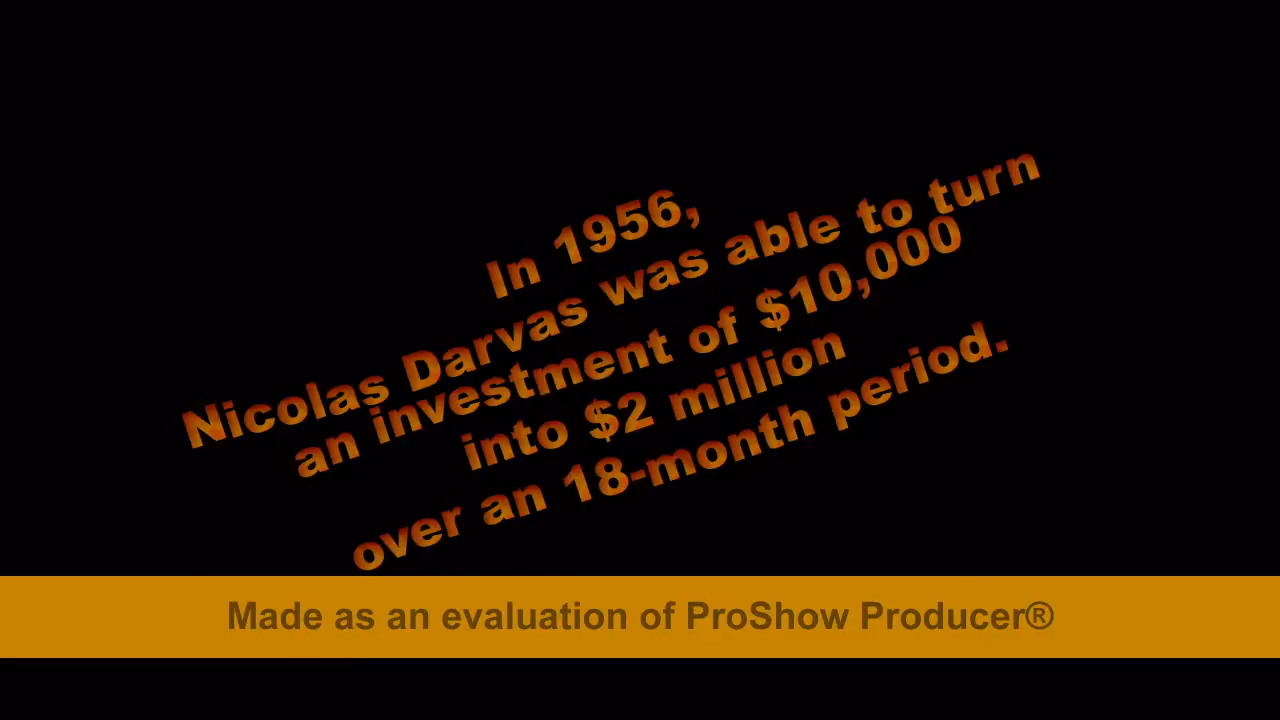 In 1956,
Nicolas Darvas was able to turn
an investment of $10,000
into $2 million
over an 18-month period.
Made as an evaluation of ProShow Producer®